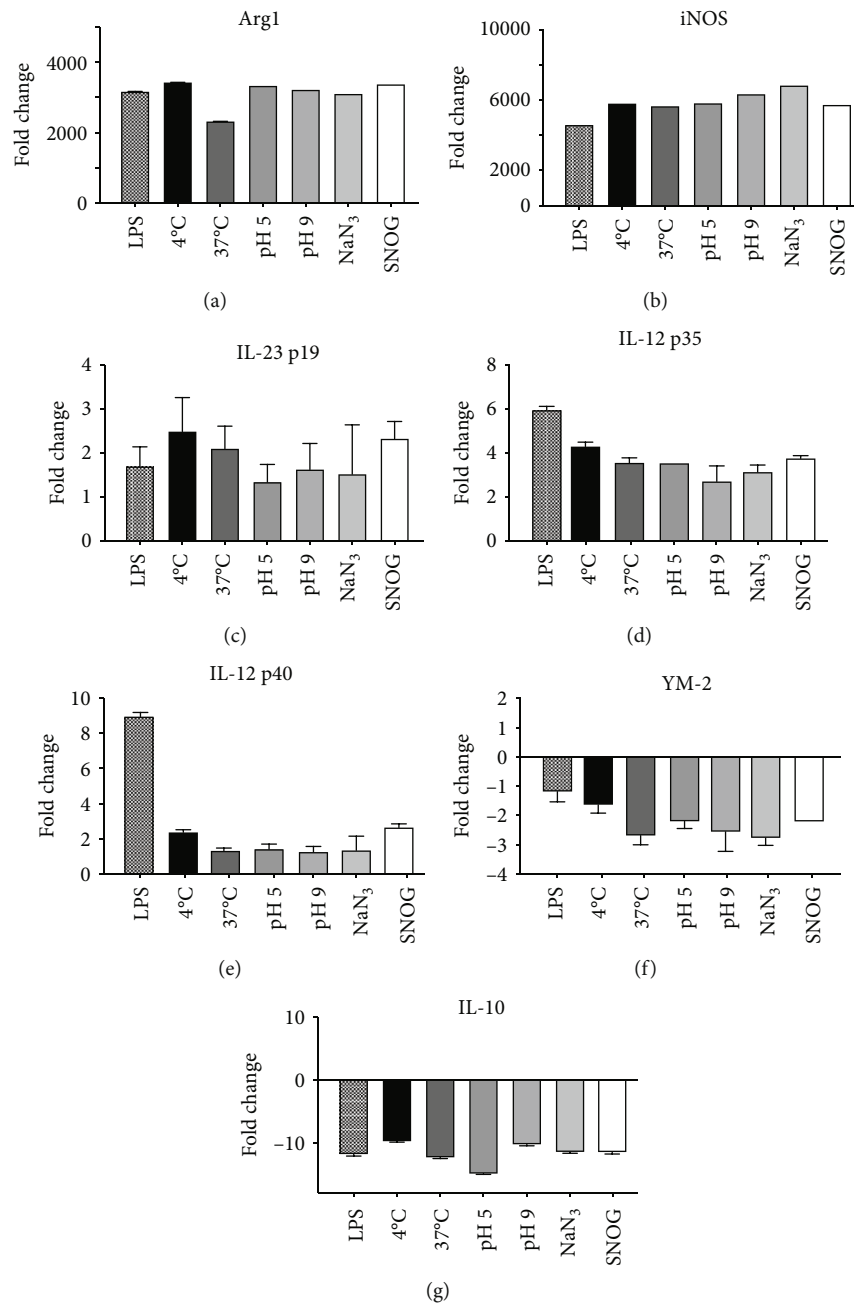 Arg1
Fold change
4000
2000
0
LPS
4°C
37°C
pH 5
pH 9
NaN₃
SNOG
(a)
iNOS
Fold change
10000
6000
2000
0
LPS
4°C
37°C
pH 5
pH 9
NaN₃
SNOG
(b)
IL-23 p19
Fold change
4
3
2
1
0
LPS
4°C
37°C
pH 5
pH 9
NaN₃
SNOG
(c)
IL-12 p35
Fold change
8
6
4
2
0
LPS
4°C
37°C
pH 5
pH 9
NaN₃
SNOG
(d)
IL-12 p40
Fold change
10
8
6
4
2
0
LPS
4°C
37°C
pH 5
pH 9
NaN₃
SNOG
(e)
YM-2
Fold change
2
1
0
−1
−2
−3
−4
LPS
4°C
37°C
pH 5
pH 9
NaN₃
SNOG
(f)
IL-10
Fold change
10
0
−10
LPS
4°C
37°C
pH 5
pH 9
NaN₃
SNOG
(g)